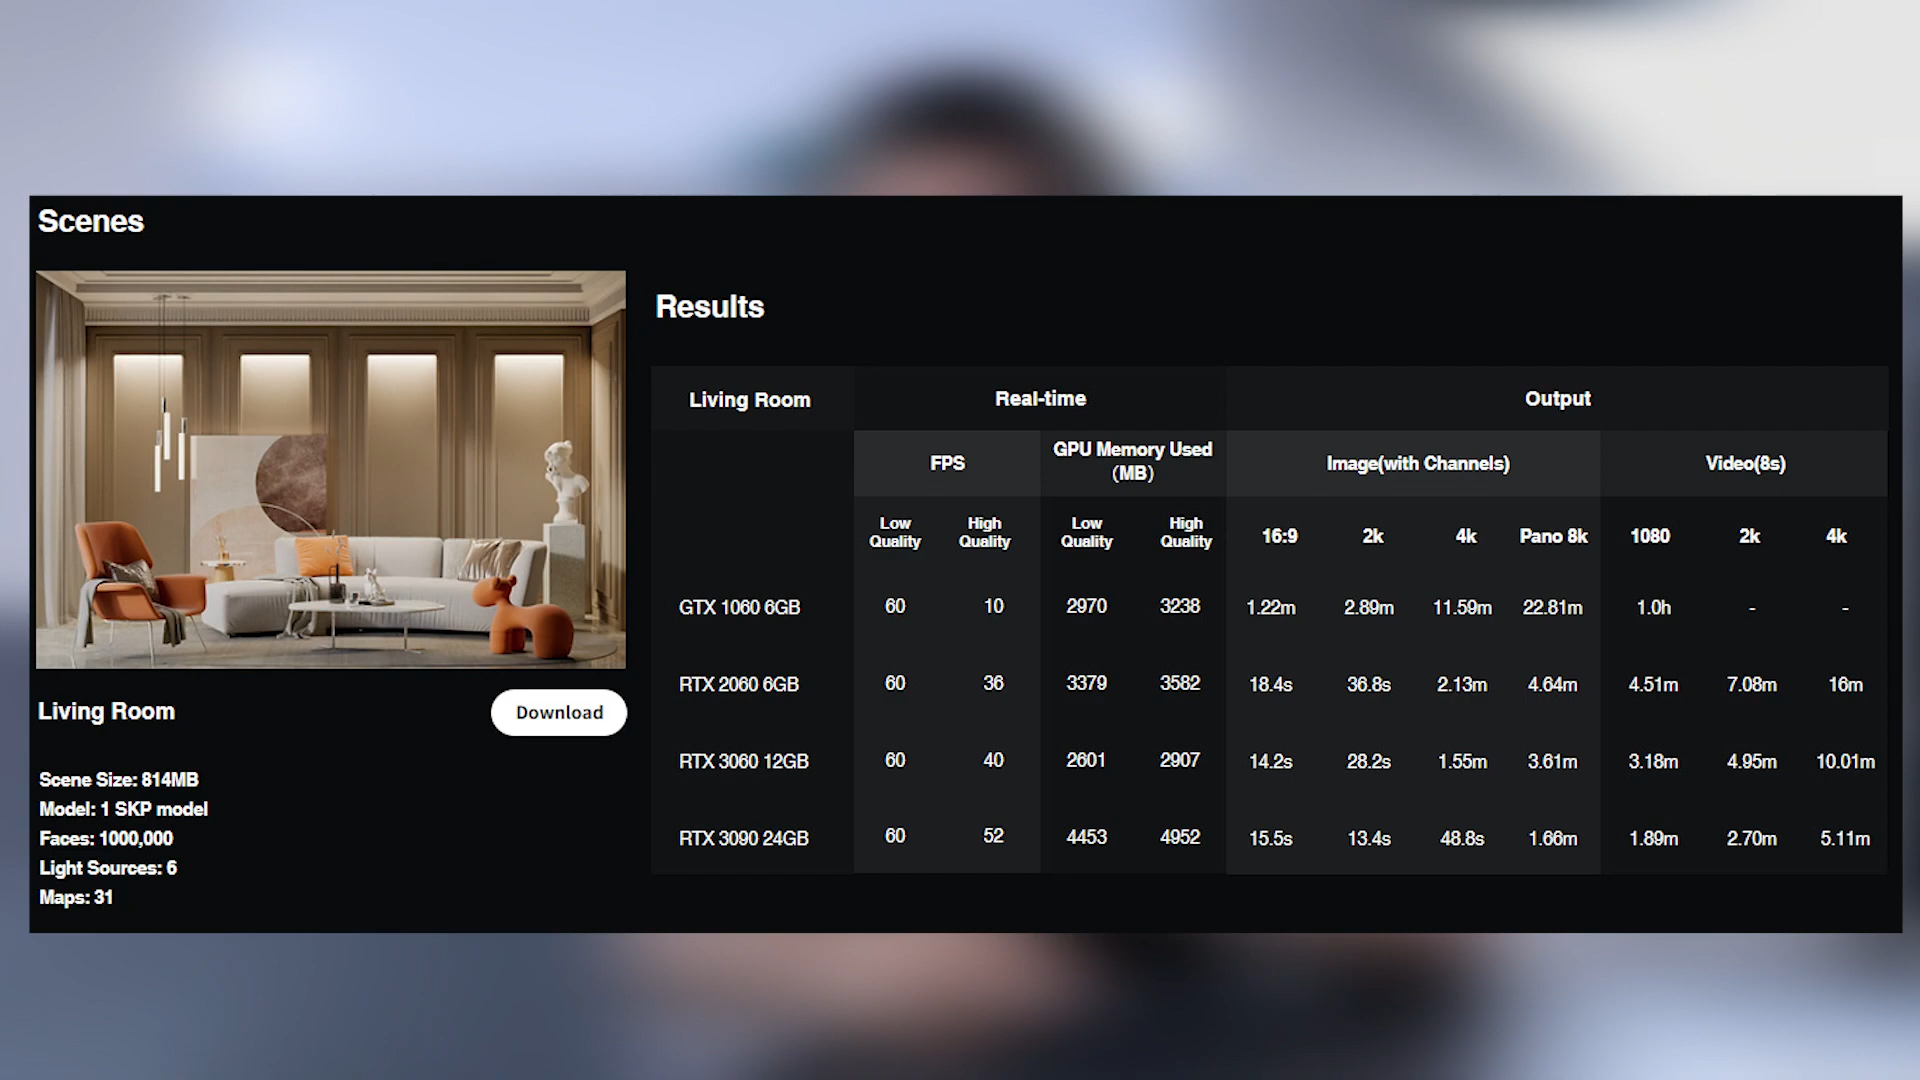 Scenes
Living Room
Download
Scene Size: 814MB
Model: 1 SKP model
Faces: 1000,000
Light Sources: 6
Maps: 31
Results
Living Room Real-time Output
FPS GPU Memory Used (MB) Image(with Channels) Video(8s)
Low Quality High Quality Low Quality High Quality 16:9 2k 4k Pano 8k 1080 2k 4k
GTX 1060 6GB 60 10 2970 3238 1.22m 2.89m 11.59m 22.81m 1.0h - -
RTX 2060 6GB 60 36 3379 3582 18.4s 36.8s 2.13m 4.64m 4.51m 7.08m 16m
RTX 3060 12GB 60 40 2601 2907 14.2s 28.2s 1.55m 3.61m 3.18m 4.95m 10.01m
RTX 3090 24GB 60 52 4453 4952 15.5s 13.4s 48.8s 1.66m 1.89m 2.70m 5.11m